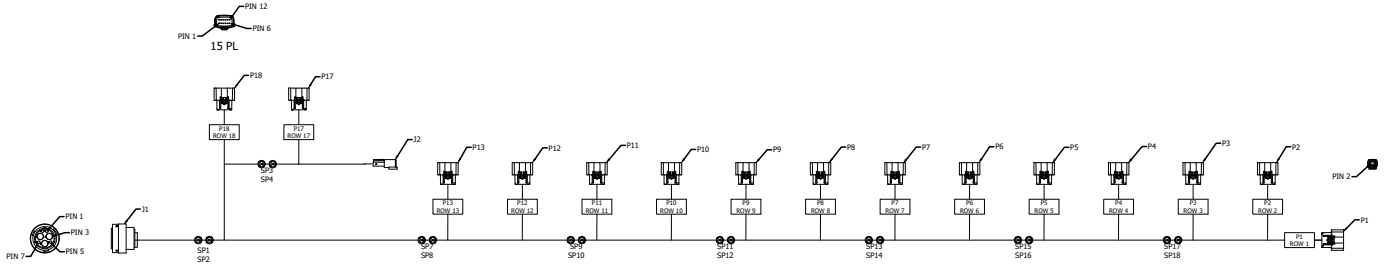 PIN 12
PIN 1
PIN 6
15 PL
P18
P17
P18
ROW 18
P17
ROW 17
SP3
SP4
J2
P13
P12
P11
P10
P9
P8
P7
P6
P5
P4
P3
P2
PIN 2
P13
ROW 13
P12
ROW 12
P11
ROW 11
P10
ROW 10
P9
ROW 9
P8
ROW 8
P7
ROW 7
P6
ROW 6
P5
ROW 5
P4
ROW 4
P3
ROW 3
P2
ROW 2
PIN 1
PIN 3
PIN 5
PIN 7
J1
SP1
SP2
SP7
SP8
SP9
SP10
SP11
SP12
SP13
SP14
SP15
SP16
SP17
SP18
P1
ROW 1
P1